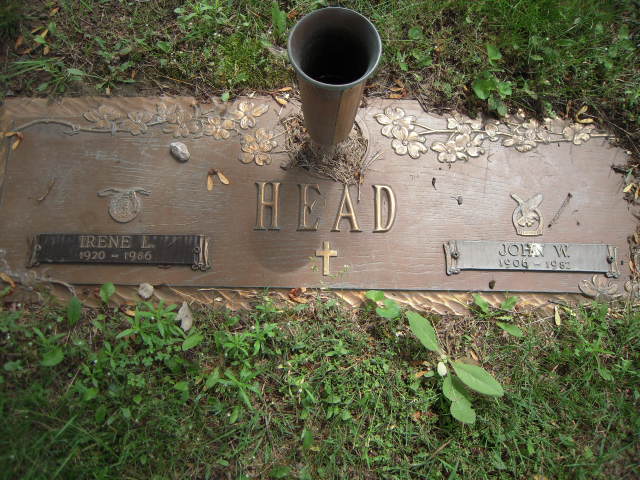 HEAD
IRENE L.
1920 - 1986
JOHN W.
1906 - 1982